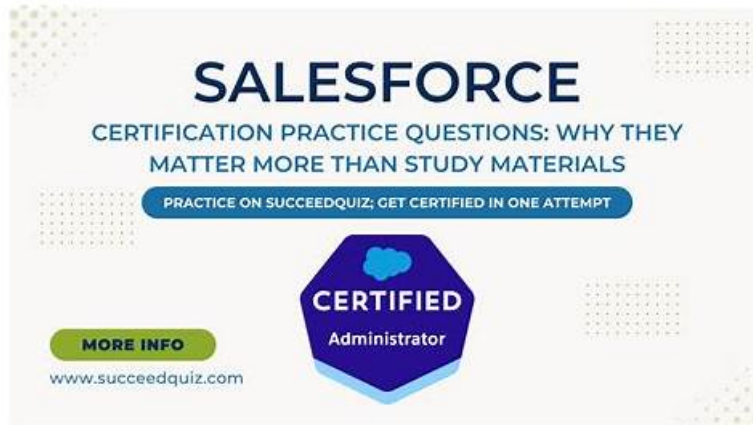 SALESFORCE
CERTIFICATION PRACTICE QUESTIONS: WHY THEY
MATTER MORE THAN STUDY MATERIALS
PRACTICE ON SUCCEEDQUIZ; GET CERTIFIED IN ONE ATTEMPT
CERTIFIED
Administrator
MORE INFO
www.succeedquiz.com